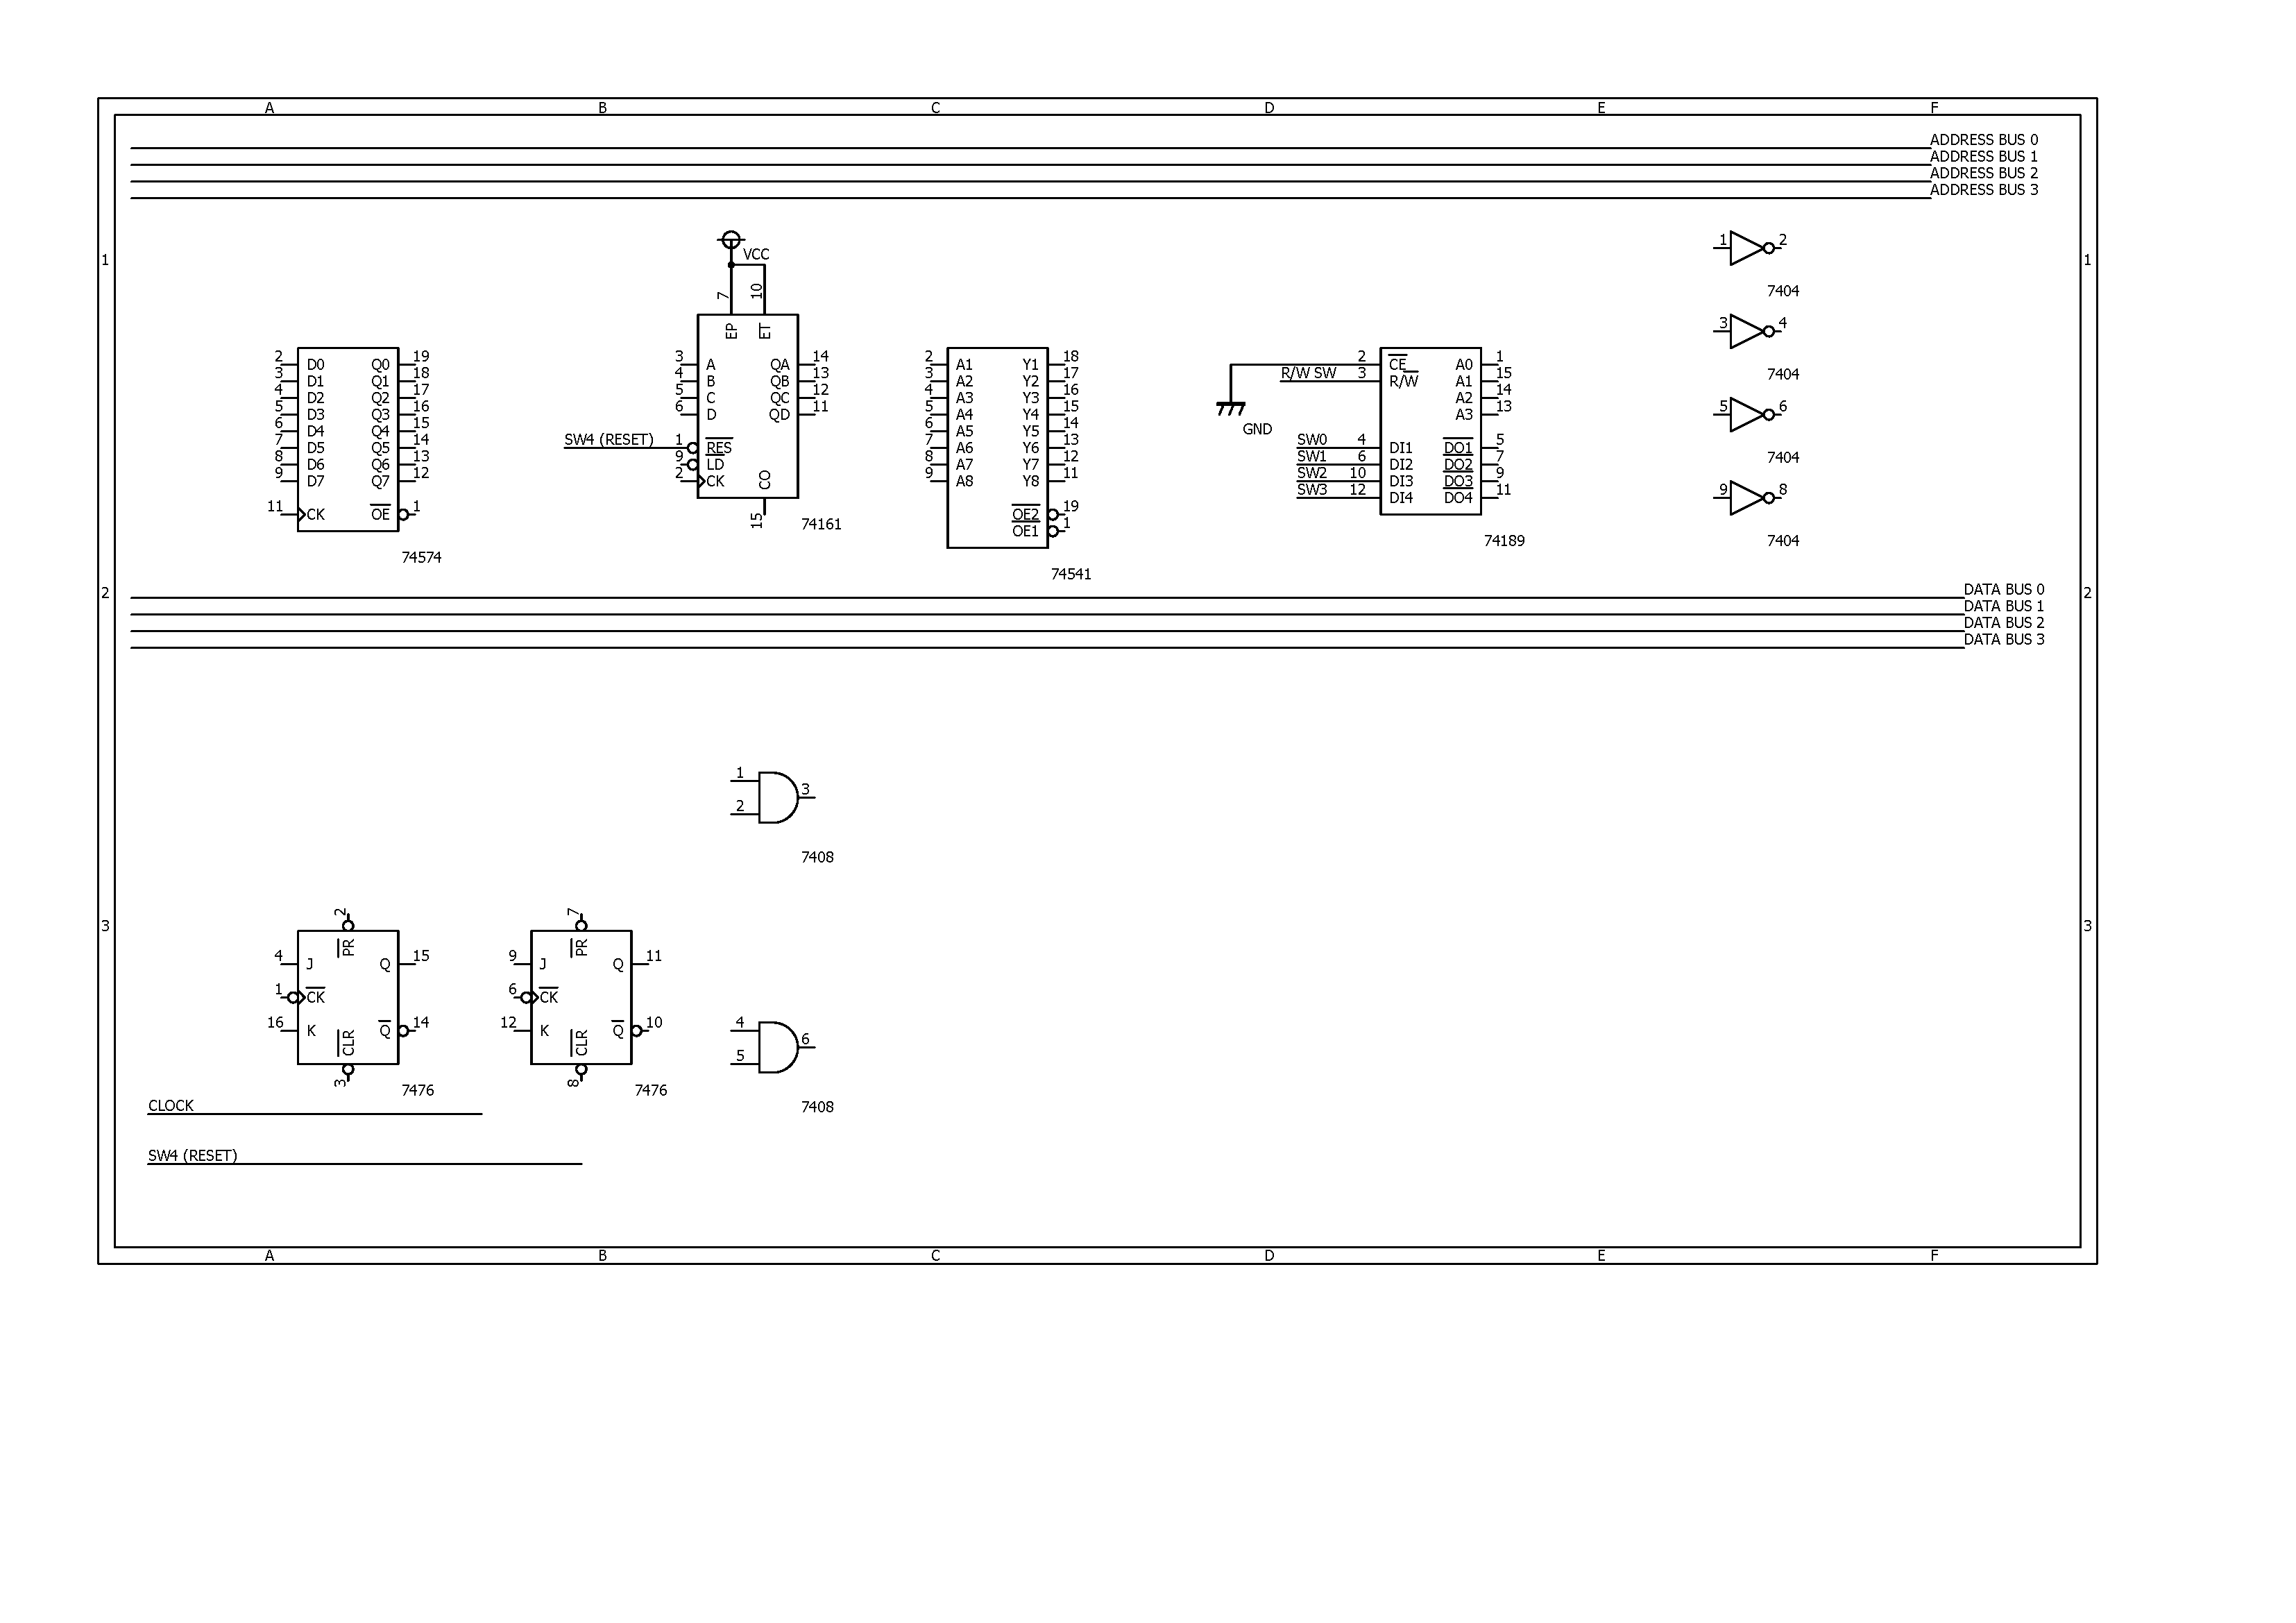 A B C D E F
ADDRESS BUS 0
ADDRESS BUS 1
ADDRESS BUS 2
ADDRESS BUS 3
1 1
VCC
7 10
EP ET
1 2
7404
3 4
7404
5 6
7404
9 8
7404
2 D0 Q0 19
3 D1 Q1 18
4 D2 Q2 17
5 D3 Q3 16
6 D4 Q4 15
7 D5 Q5 14
8 D6 Q6 13
9 D7 Q7 12
11 CK OE 1
74574
3 A QA 14
4 B QB 13
5 C QC 12
6 D QD 11
SW4 (RESET) 1 RES
9 LD
2 CK
CO
15
74161
2 A1 Y1 18
3 A2 Y2 17
4 A3 Y3 16
5 A4 Y4 15
6 A5 Y5 14
7 A6 Y6 13
8 A7 Y7 12
9 A8 Y8 11
OE2 19
OE1 1
74541
2 CE A0 1
R/W SW 3 R/W A1 15
A2 14
A3 13
GND
SW0 4 DI1 DO1 5
SW1 6 DI2 DO2 7
SW2 10 DI3 DO3 9
SW3 12 DI4 DO4 11
74189
2 2
DATA BUS 0
DATA BUS 1
DATA BUS 2
DATA BUS 3
1
2
3
7408
3 3
2
PR
4 J Q 15
1 CK
16 K Q 14
CLR
3
7476
7
PR
9 J Q 11
6 CK
12 K Q 10
CLR
8
7476
4
5
6
7408
CLOCK
SW4 (RESET)
A B C D E F